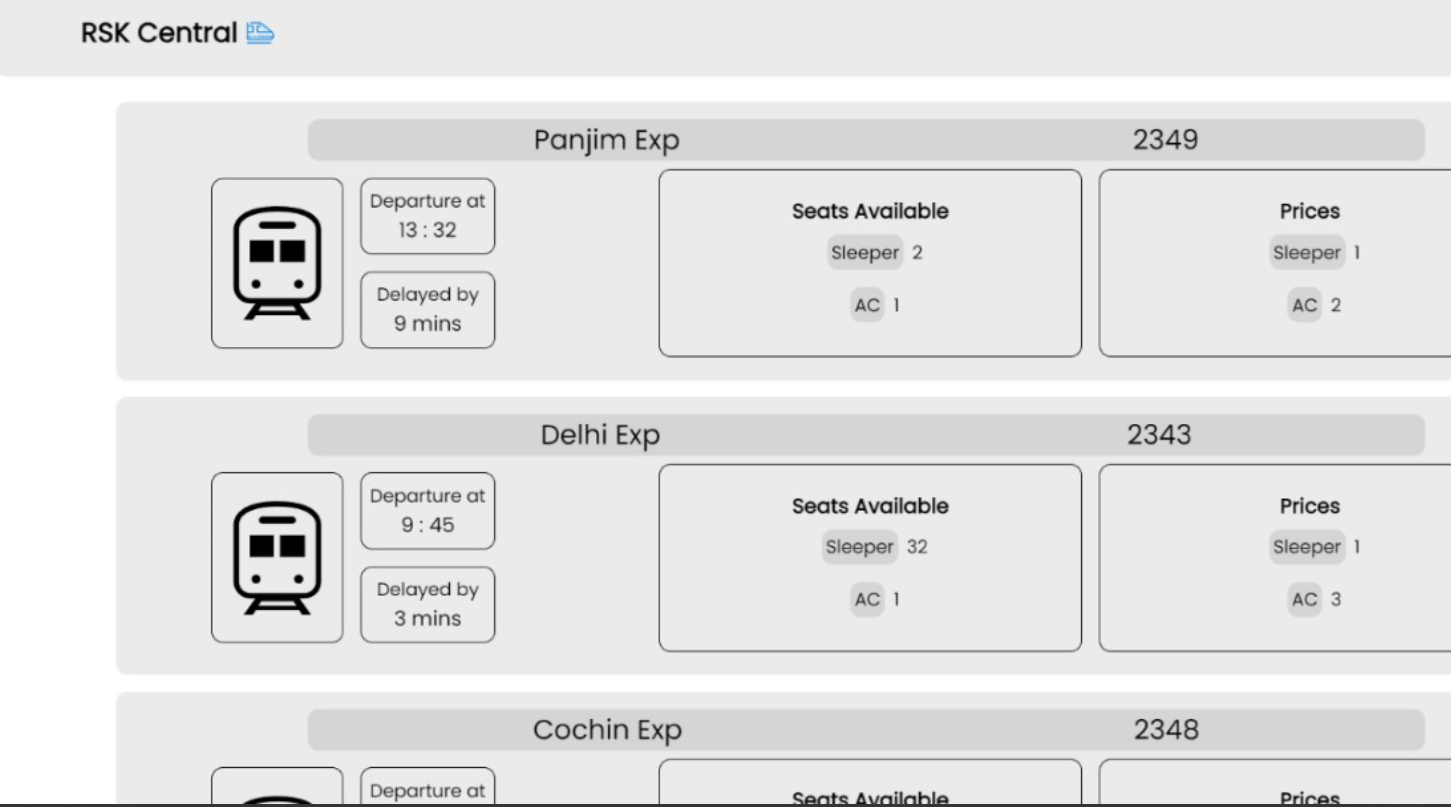 RSK Central
Panjim Exp 2349
Departure at
13 : 32
Delayed by
9 mins
Seats Available
Sleeper 2
AC 1
Prices
Sleeper 1
AC 2
Delhi Exp 2343
Departure at
9 : 45
Delayed by
3 mins
Seats Available
Sleeper 32
AC 1
Prices
Sleeper 1
AC 3
Cochin Exp 2348
Departure at
Seats Available
Prices